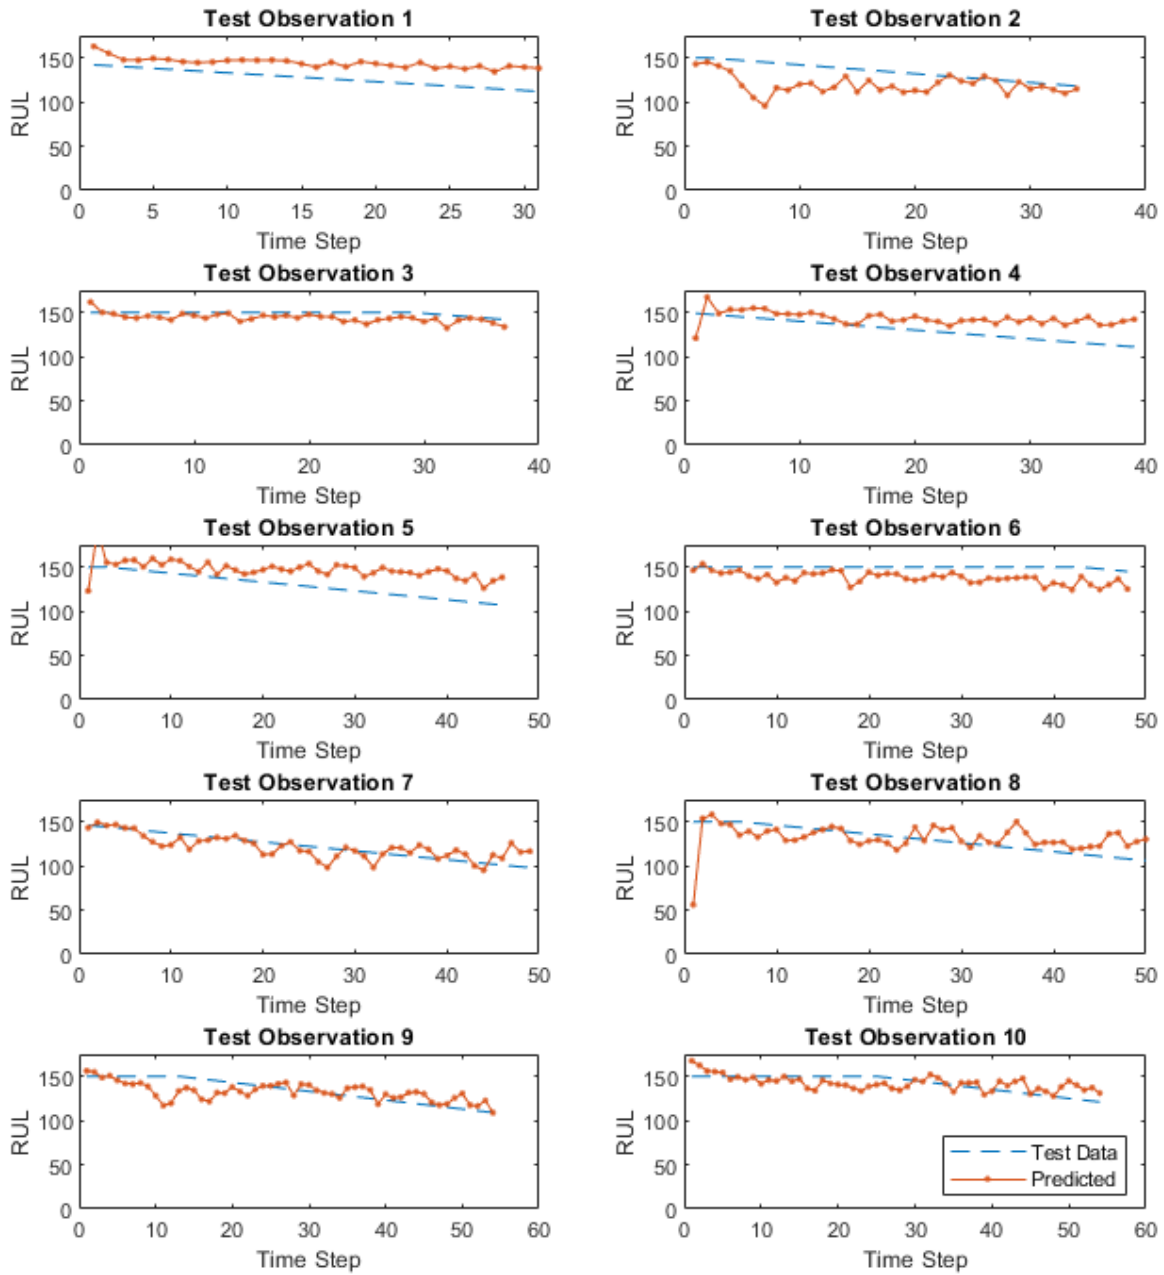 Test Observation 1
150
100
50
0
RUL
0 5 10 15 20 25 30
Time Step
Test Observation 2
150
100
50
0
RUL
0 10 20 30 40
Time Step
Test Observation 3
150
100
50
0
RUL
0 10 20 30 40
Time Step
Test Observation 4
150
100
50
0
RUL
0 10 20 30 40
Time Step
Test Observation 5
150
100
50
0
RUL
0 10 20 30 40 50
Time Step
Test Observation 6
150
100
50
0
RUL
0 10 20 30 40 50
Time Step
Test Observation 7
150
100
50
0
RUL
0 10 20 30 40 50
Time Step
Test Observation 8
150
100
50
0
RUL
0 10 20 30 40 50
Time Step
Test Observation 9
150
100
50
0
RUL
0 10 20 30 40 50 60
Time Step
Test Observation 10
150
100
50
0
RUL
0 10 20 30 40 50 60
Time Step
Test Data
Predicted